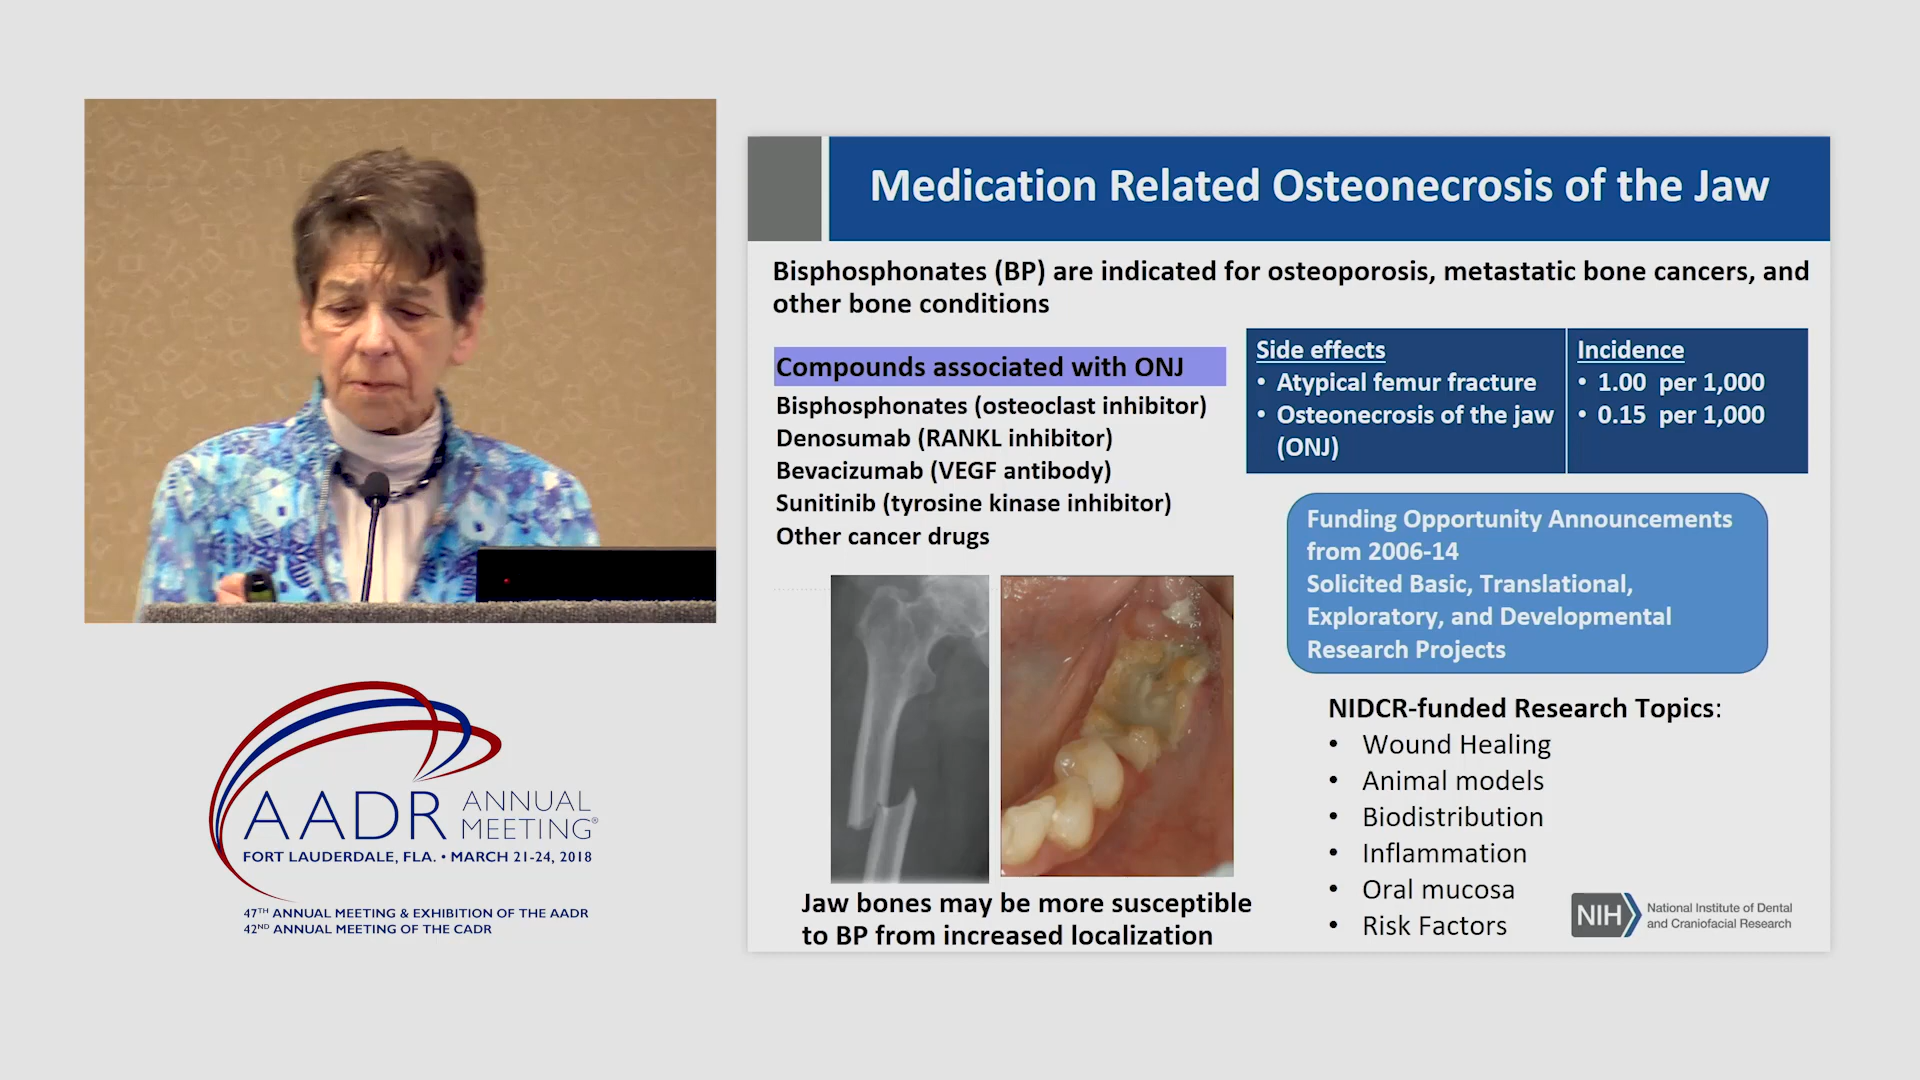 Medication Related Osteonecrosis of the Jaw
Bisphosphonates (BP) are indicated for osteoporosis, metastatic bone cancers, and
other bone conditions
Compounds associated with ONJ
Bisphosphonates (osteoclast inhibitor)
Denosumab (RANKL inhibitor)
Bevacizumab (VEGF antibody)
Sunitinib (tyrosine kinase inhibitor)
Other cancer drugs
Side effects
• Atypical femur fracture
• Osteonecrosis of the jaw
(ONJ)
Incidence
• 1.00 per 1,000
• 0.15 per 1,000
Funding Opportunity Announcements
from 2006-14
Solicited Basic, Translational,
Exploratory, and Developmental
Research Projects
Jaw bones may be more susceptible
to BP from increased localization
NIDCR-funded Research Topics:
• Wound Healing
• Animal models
• Biodistribution
• Inflammation
• Oral mucosa
• Risk Factors
NIH
National Institute of Dental
and Craniofacial Research
AADR ANNUAL
MEETING®
FORT LAUDERDALE, FLA. • MARCH 21-24, 2018
47TH ANNUAL MEETING & EXHIBITION OF THE AADR
42ND ANNUAL MEETING OF THE CADR